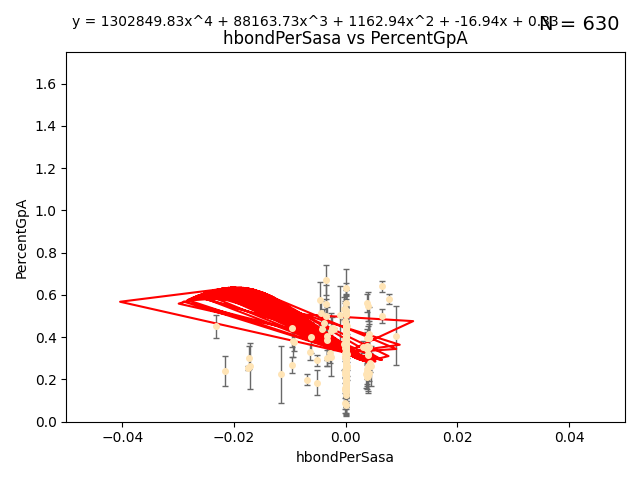 y = 1302849.83x^4 + 88163.73x^3 + 1162.94x^2 + -16.94x + 0.33
N = 630
hbondPerSasa vs PercentGpA
1.6
1.4
1.2
1.0
0.8
0.6
0.4
0.2
0.0
PercentGpA
−0.04 −0.02 0.00 0.02 0.04
hbondPerSasa